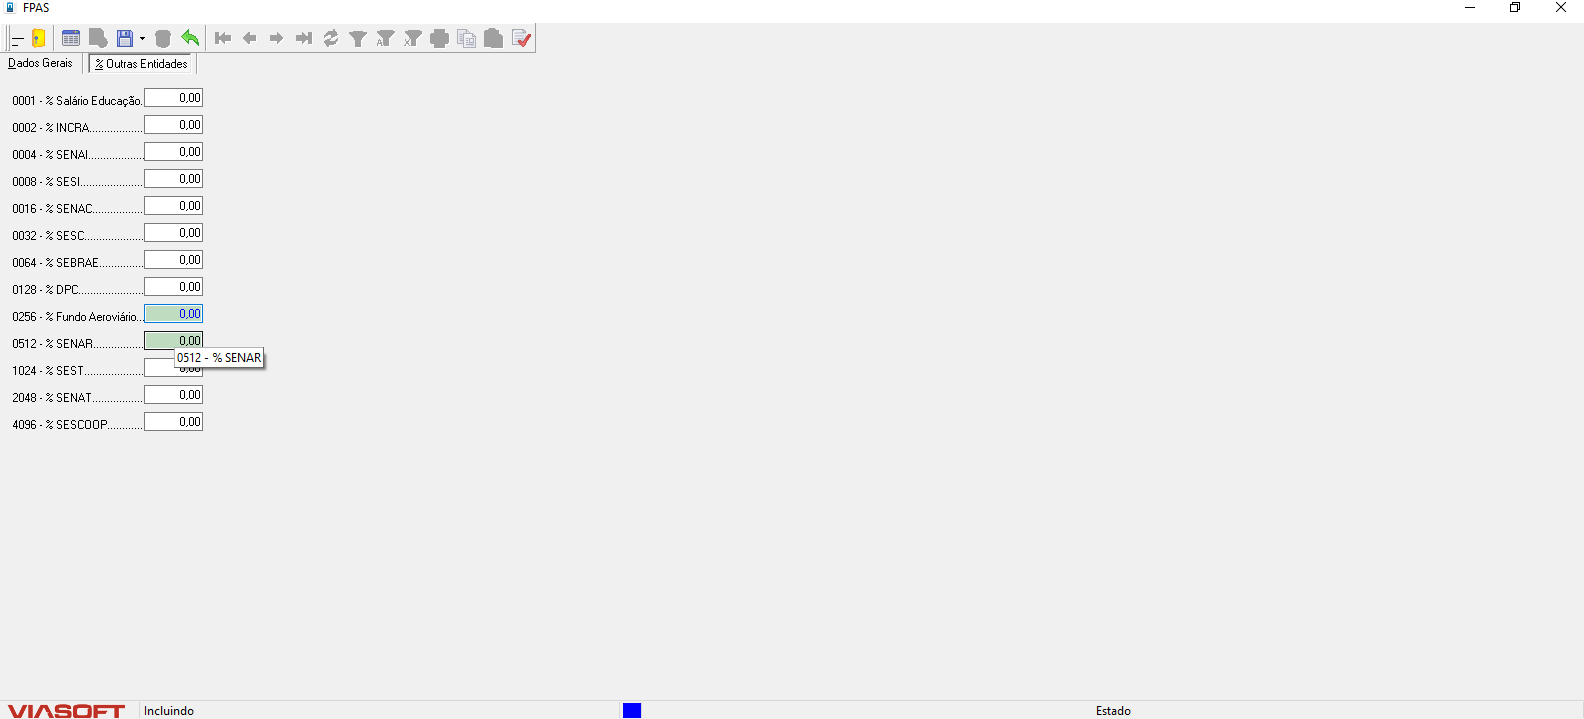 FPAS
Dados Gerais
% Outras Entidades
0001 - % Salário Educação. 0,00
0002 - % INCRA.................. 0,00
0004 - % SENAI................... 0,00
0008 - % SESI..................... 0,00
0016 - % SENAC................. 0,00
0032 - % SESC.................... 0,00
0064 - % SEBRAE............... 0,00
0128 - % DPC...................... 0,00
0256 - % Fundo Aeroviário... 0,00
0512 - % SENAR................. 0,00
0512 - % SENAR
1024 - % SEST.................... 0,00
2048 - % SENAT................. 0,00
4096 - % SESCOOP............ 0,00
VIASOFT
Incluindo
Estado